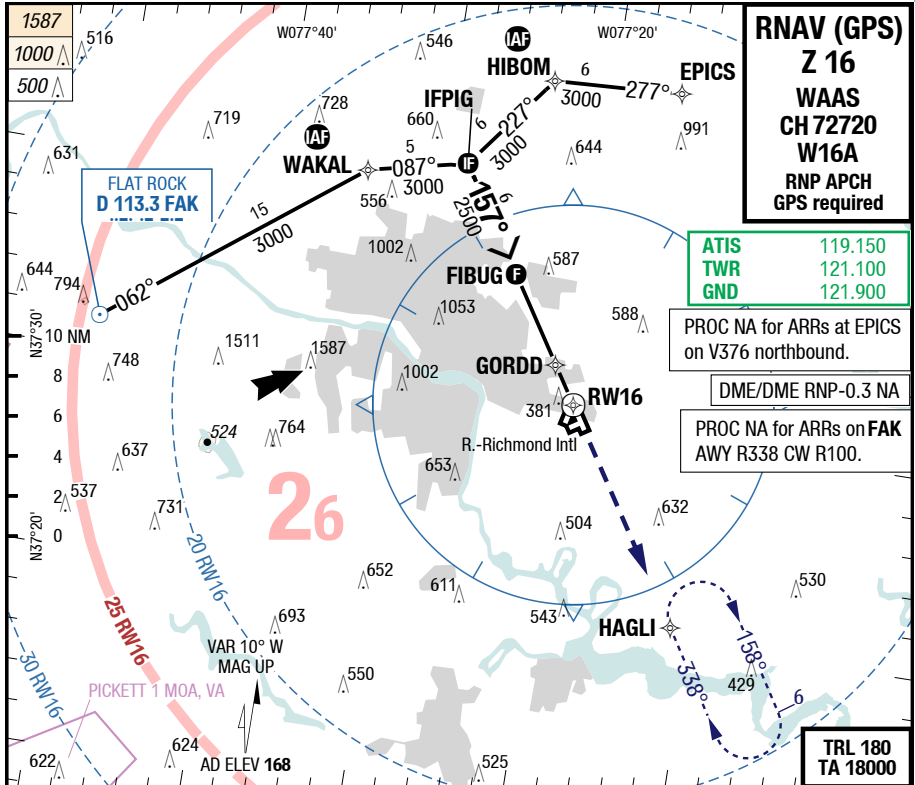 1587
1000
500
516
W077°40'
546
IAF
HIBOM
6
3000
277°
EPICS
W077°20'
RNAV (GPS)
Z 16
WAAS
CH 72720
W16A
RNP APCH
GPS required
IFPIG
719
728
660
6
227°
3000
991
631
IAF
WAKAL
5
087°
3000
IF
644
FLAT ROCK
D 113.3 FAK
556
157°
6
2500
15
3000
1002
ATIS 119.150
TWR 121.100
GND 121.900
644
794
062°
FIBUG
F
587
N37°30'
10 NM
1053
588
PROC NA for ARRs at EPICS
on V376 northbound.
748
1511
1587
GORDD
8
1002
RW16
DME/DME RNP-0.3 NA
6
381
524
764
R.-Richmond Intl
PROC NA for ARRs on FAK
AWY R338 CW R100.
4
637
653
2
537
26
731
632
504
0
N37°20'
20 RW16
652
611
530
25 RW16
693
543
HAGLI
VAR 10° W
MAG UP
158°
30 RW16
338°
550
429
PICKETT 1 MOA, VA
6
624
622
AD ELEV 168
525
TRL 180
TA 18000